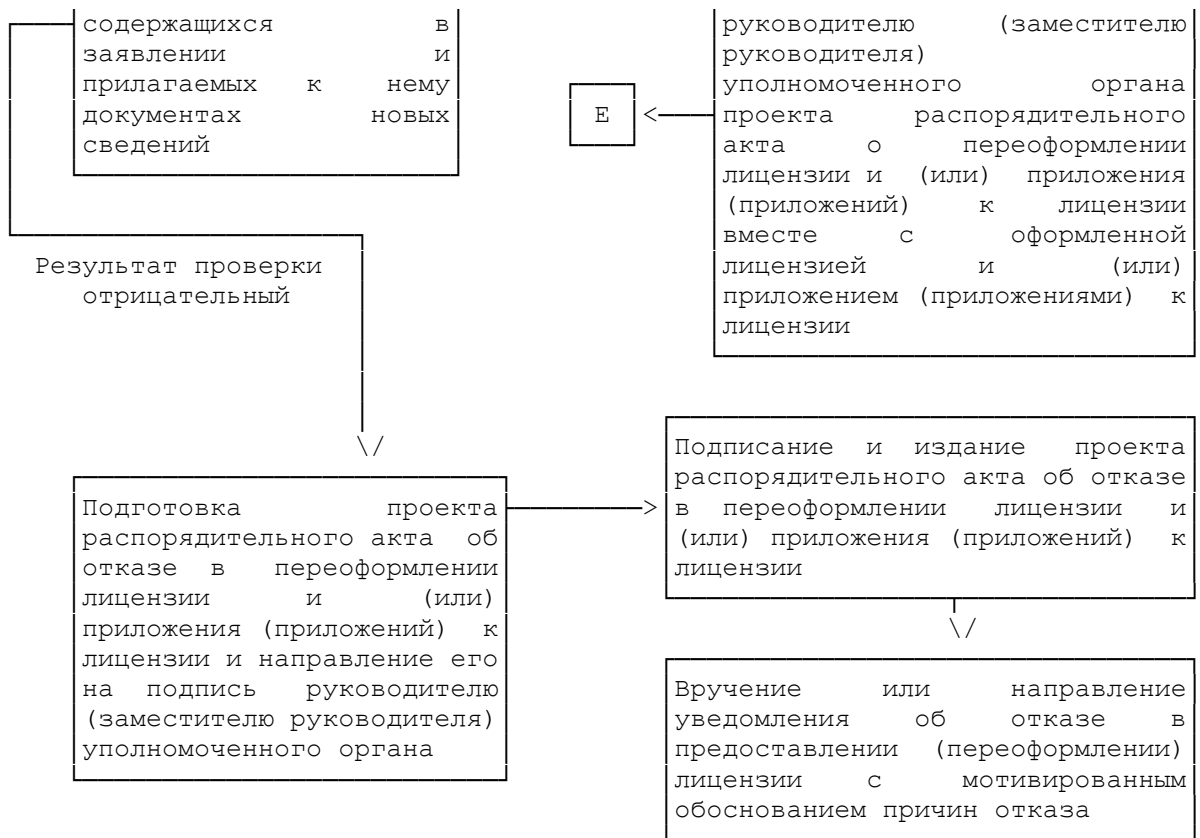 содержащихся в
заявлении и
прилагаемых к нему
документах новых
сведений
руководителю (заместителю
руководителя)
уполномоченного органа
проекта распорядительного
акта о переоформлении
лицензии и (или) приложения
(приложений) к лицензии
вместе с оформленной
лицензией и (или)
приложением (приложениями) к
лицензии
Е
Результат проверки
отрицательный
Подготовка проекта
распорядительного акта об
отказе в переоформлении
лицензии и (или)
приложения (приложений) к
лицензии и направление его
на подпись руководителю
(заместителю руководителя)
уполномоченного органа
Подписание и издание проекта
распорядительного акта об отказе
в переоформлении лицензии и
(или) приложения (приложений) к
лицензии
Вручение или направление
уведомления об отказе в
предоставлении (переоформлении)
лицензии с мотивированным
обоснованием причин отказа